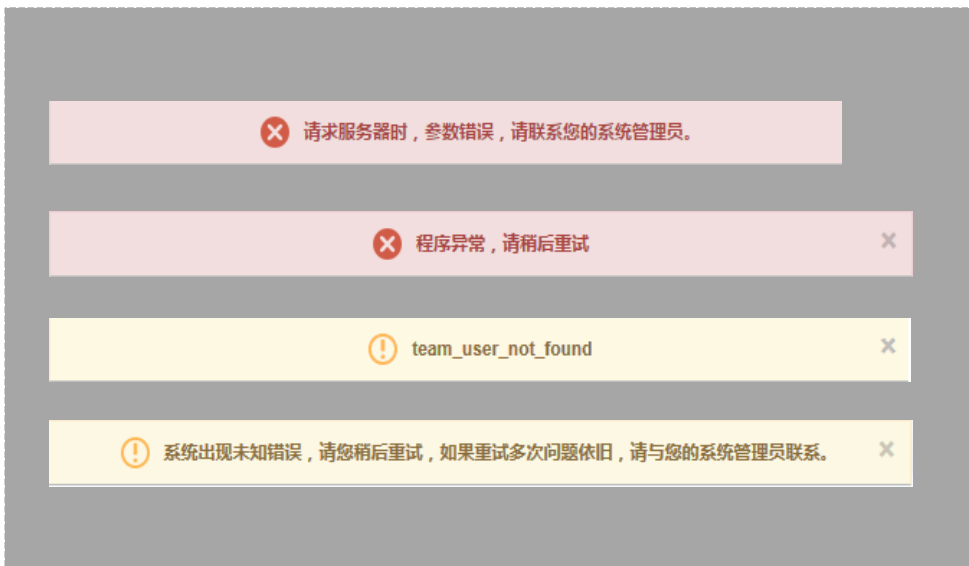 请求服务器时，参数错误，请联系您的系统管理员。
程序异常，请稍后重试
team_user_not_found
系统出现未知错误，请您稍后重试，如果重试多次问题依旧，请与您的系统管理员联系。